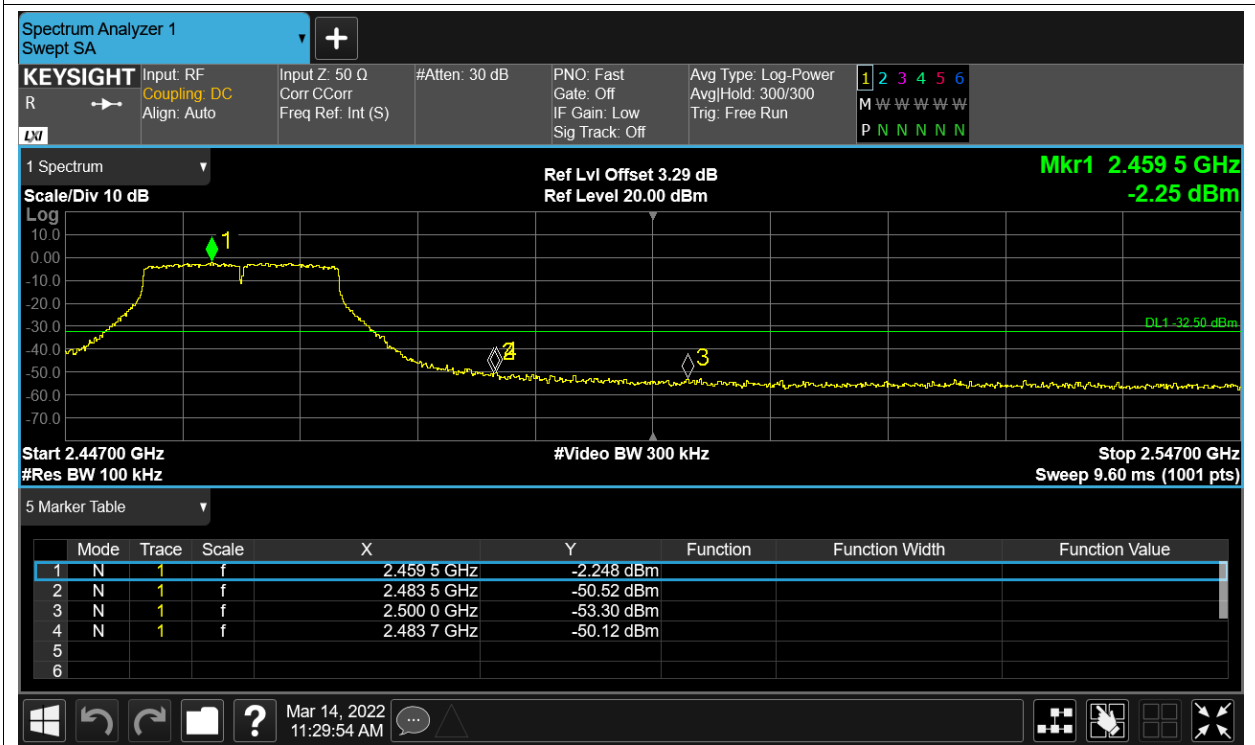 Spectrum Analyzer 1
Swept SA
KEYSIGHT
R
LXI
Input: RF
Coupling: DC
Align: Auto
Input Z: 50 Ω
Corr CCorr
Freq Ref: Int (S)
#Atten: 30 dB
PNO: Fast
Gate: Off
IF Gain: Low
Sig Track: Off
Avg Type: Log-Power
Avg|Hold: 300/300
Trig: Free Run
1 2 3 4 5 6
M W W W W W
P N N N N N
1 Spectrum
Scale/Div 10 dB
Ref Lvl Offset 3.29 dB
Ref Level 20.00 dBm
Mkr1 2.459 5 GHz
-2.25 dBm
Log
10.0
0.00
-10.0
-20.0
-30.0
-40.0
-50.0
-60.0
-70.0
1
3
DL1 -32.50 dBm
Start 2.44700 GHz
#Video BW 300 kHz
Stop 2.54700 GHz
#Res BW 100 kHz
Sweep 9.60 ms (1001 pts)
5 Marker Table
Mode Trace Scale X Y Function Function Width Function Value
1 N 1 f 2.459 5 GHz -2.248 dBm
2 N 1 f 2.483 5 GHz -50.52 dBm
3 N 1 f 2.500 0 GHz -53.30 dBm
4 N 1 f 2.483 7 GHz -50.12 dBm
5
6
?
Mar 14, 2022
11:29:54 AM